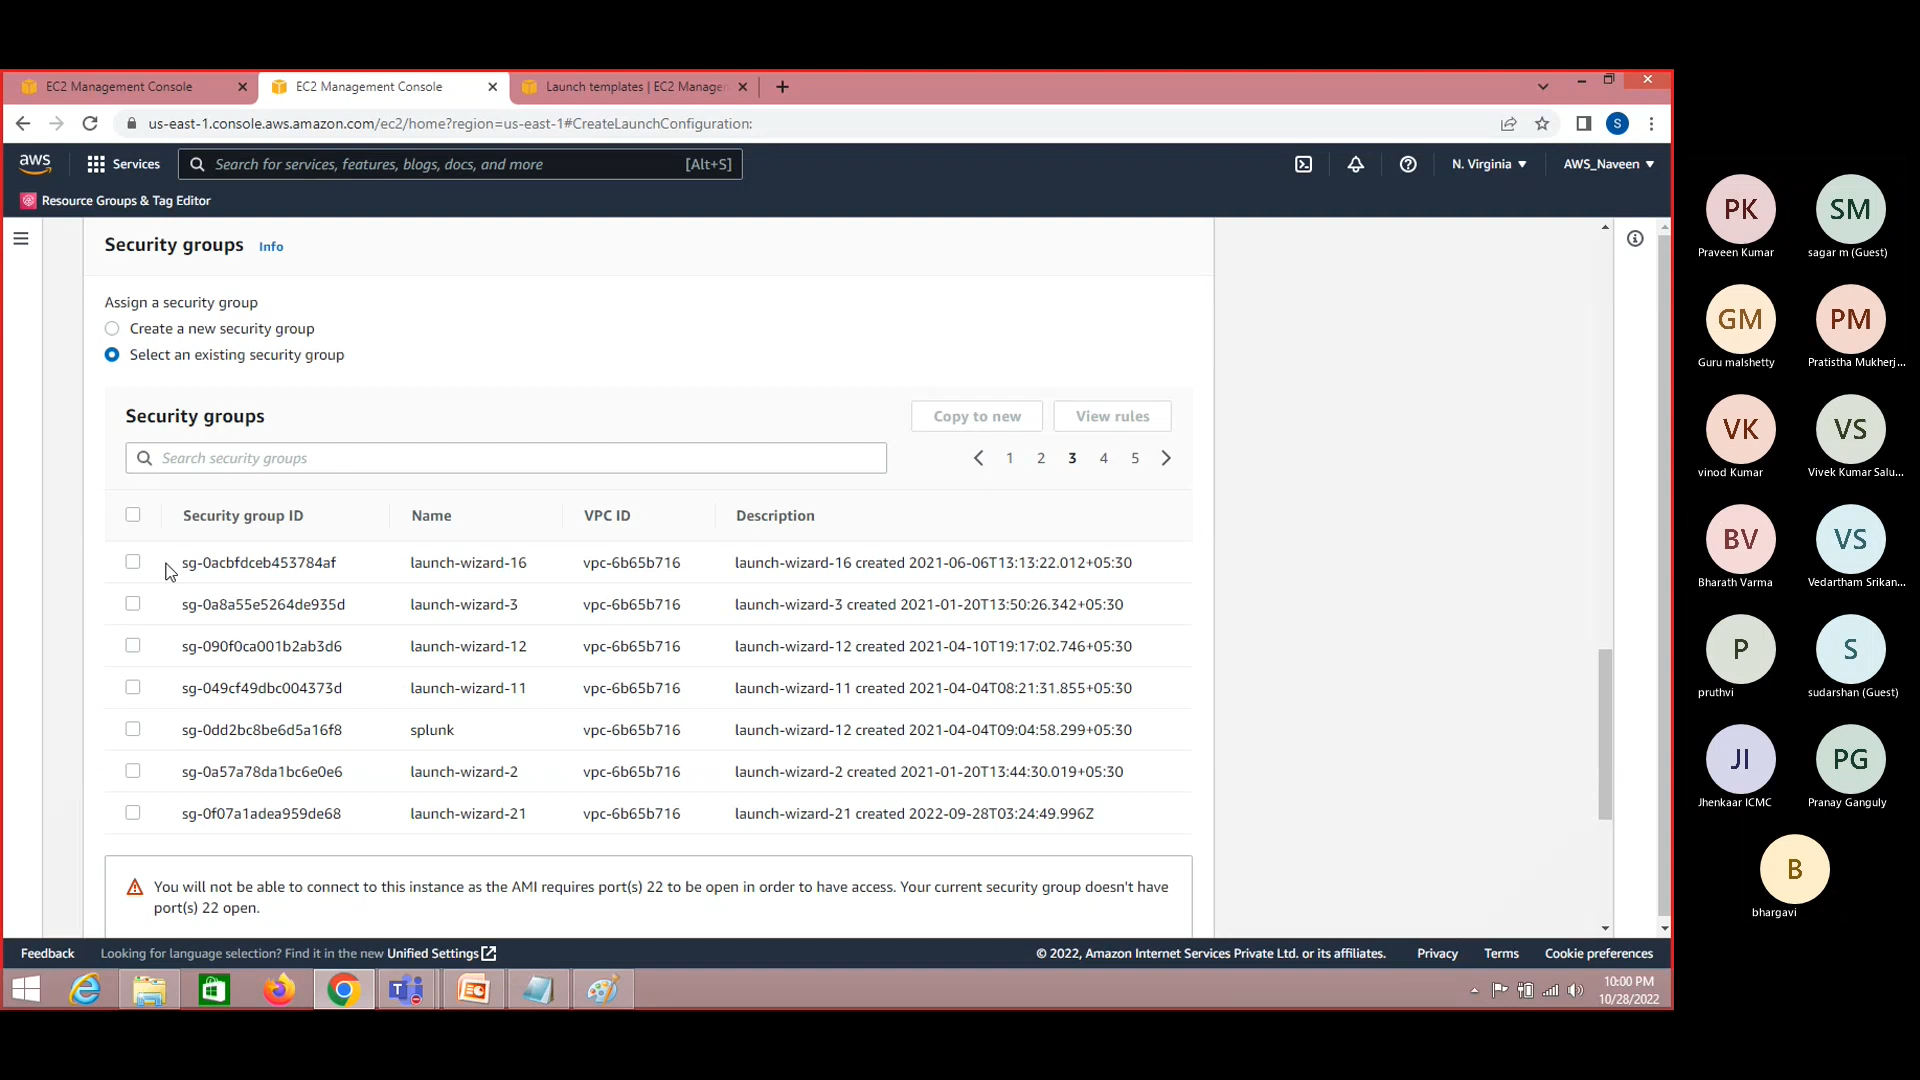 EC2 Management Console
EC2 Management Console
Launch templates | EC2 Manage
us-east-1.console.aws.amazon.com/ec2/home?region=us-east-1#CreateLaunchConfiguration:
S
aws
Services
Search for services, features, blogs, docs, and more
[Alt+S]
N. Virginia
AWS_Naveen
Resource Groups & Tag Editor
Security groups
Info
Assign a security group
Create a new security group
Select an existing security group
Security groups
Copy to new
View rules
Search security groups
1 2 3 4 5
Security group ID Name VPC ID Description
sg-0acbfdceb453784af launch-wizard-16 vpc-6b65b716 launch-wizard-16 created 2021-06-06T13:13:22.012+05:30
sg-0a8a55e5264de935d launch-wizard-3 vpc-6b65b716 launch-wizard-3 created 2021-01-20T13:50:26.342+05:30
sg-090f0ca001b2ab3d6 launch-wizard-12 vpc-6b65b716 launch-wizard-12 created 2021-04-10T19:17:02.746+05:30
sg-049cf49dbc004373d launch-wizard-11 vpc-6b65b716 launch-wizard-11 created 2021-04-04T08:21:31.855+05:30
sg-0dd2bc8be6d5a16f8 splunk vpc-6b65b716 launch-wizard-12 created 2021-04-04T09:04:58.299+05:30
sg-0a57a78da1bc6e0e6 launch-wizard-2 vpc-6b65b716 launch-wizard-2 created 2021-01-20T13:44:30.019+05:30
sg-0f07a1adea959de68 launch-wizard-21 vpc-6b65b716 launch-wizard-21 created 2022-09-28T03:24:49.996Z
You will not be able to connect to this instance as the AMI requires port(s) 22 to be open in order to have access. Your current security group doesn't have
port(s) 22 open.
Feedback
Looking for language selection? Find it in the new Unified Settings
© 2022, Amazon Internet Services Private Ltd. or its affiliates.
Privacy
Terms
Cookie preferences
10:00 PM
10/28/2022
PK
Praveen Kumar
SM
sagar m (Guest)
GM
Guru malshetty
PM
Pratistha Mukherj...
VK
vinod Kumar
VS
Vivek Kumar Salu...
BV
Bharath Varma
VS
Vedartham Srikan...
P
pruthvi
S
sudarshan (Guest)
JI
Jhenkaar ICMC
PG
Pranay Ganguly
B
bhargavi